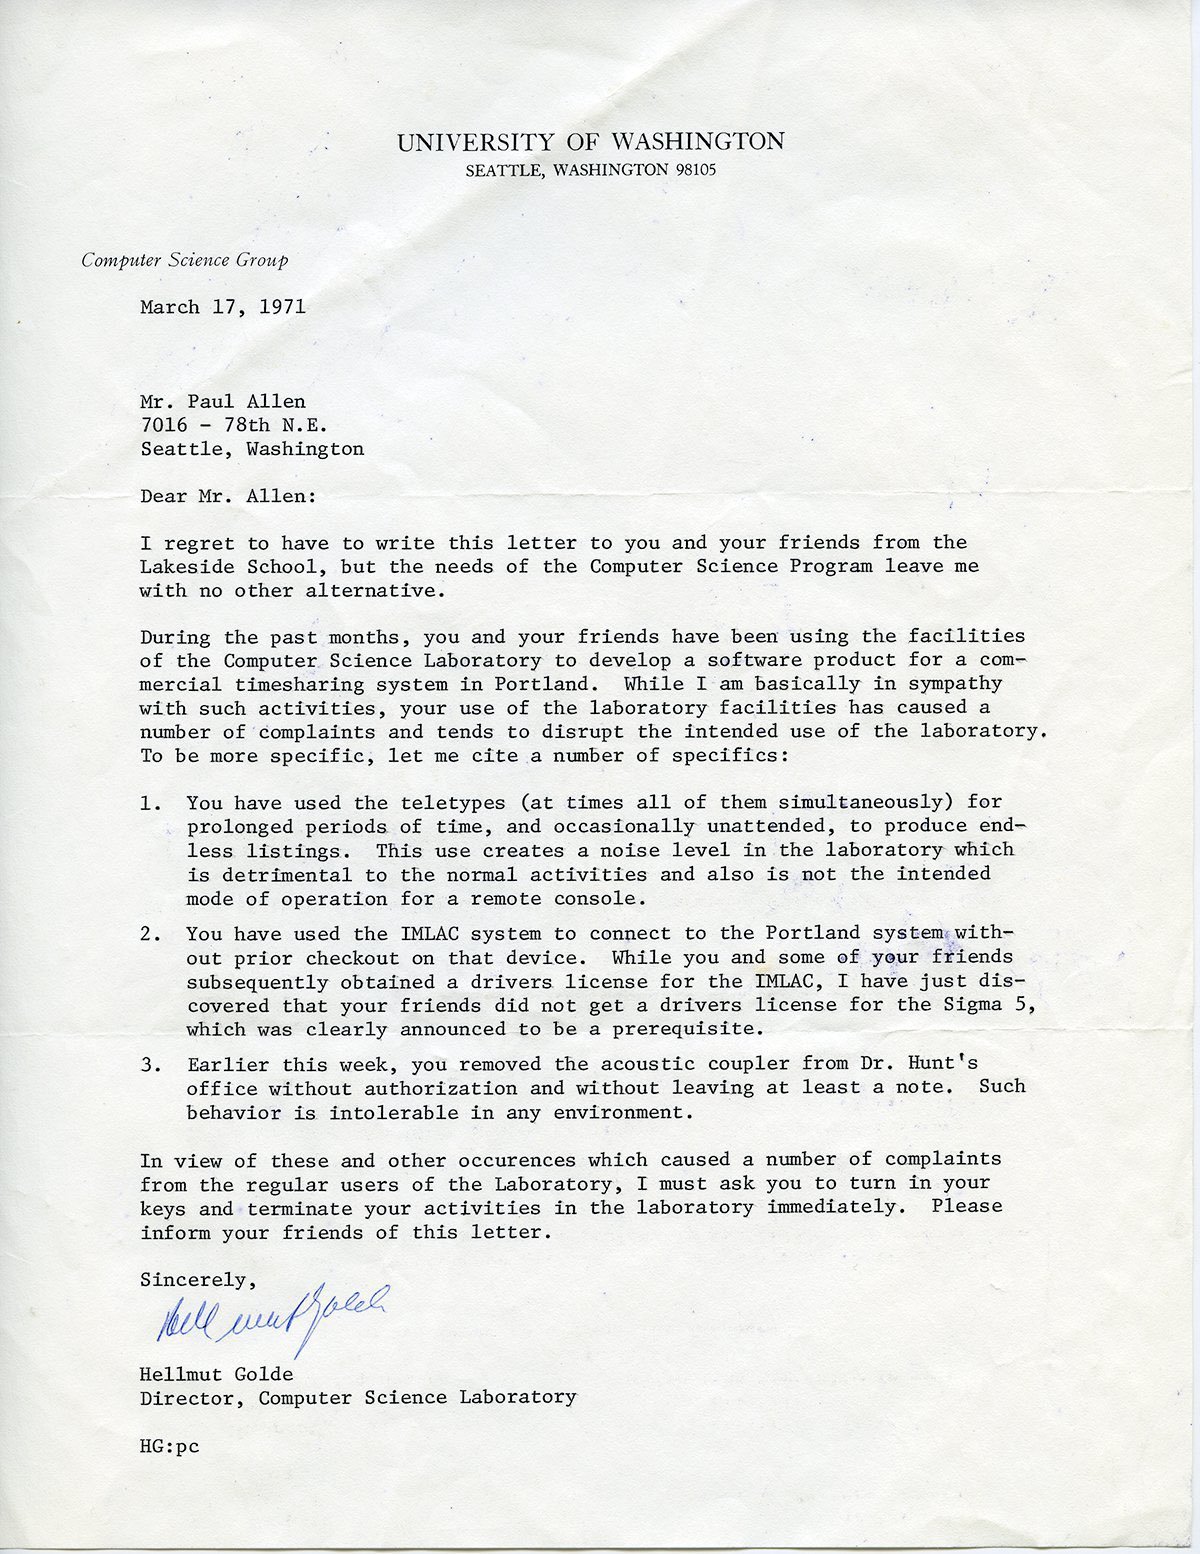 UNIVERSITY OF WASHINGTON
SEATTLE, WASHINGTON 98105
Computer Science Group
March 17, 1971
Mr. Paul Allen
7016 - 78th N.E.
Seattle, Washington
Dear Mr. Allen:
I regret to have to write this letter to you and your friends from the
Lakeside School, but the needs of the Computer Science Program leave me
with no other alternative.
During the past months, you and your friends have been using the facilities
of the Computer Science Laboratory to develop a software product for a com-
mercial timesharing system in Portland.  While I am basically in sympathy
with such activities, your use of the laboratory facilities has caused a
number of complaints and tends to disrupt the intended use of the laboratory.
To be more specific, let me cite a number of specifics:
1.  You have used the teletypes (at times all of them simultaneously) for
prolonged periods of time, and occasionally unattended, to produce end-
less listings.  This use creates a noise level in the laboratory which
is detrimental to the normal activities and also is not the intended
mode of operation for a remote console.
2.  You have used the IMLAC system to connect to the Portland system with-
out prior checkout on that device.  While you and some of your friends
subsequently obtained a drivers license for the IMLAC, I have just dis-
covered that your friends did not get a drivers license for the Sigma 5,
which was clearly announced to be a prerequisite.
3.  Earlier this week, you removed the acoustic coupler from Dr. Hunt's
office without authorization and without leaving at least a note.  Such
behavior is intolerable in any environment.
In view of these and other occurences which caused a number of complaints
from the regular users of the Laboratory, I must ask you to turn in your
keys and terminate your activities in the laboratory immediately.  Please
inform your friends of this letter.
Sincerely,
Hellmut Golde
Hellmut Golde
Director, Computer Science Laboratory
HG:pc